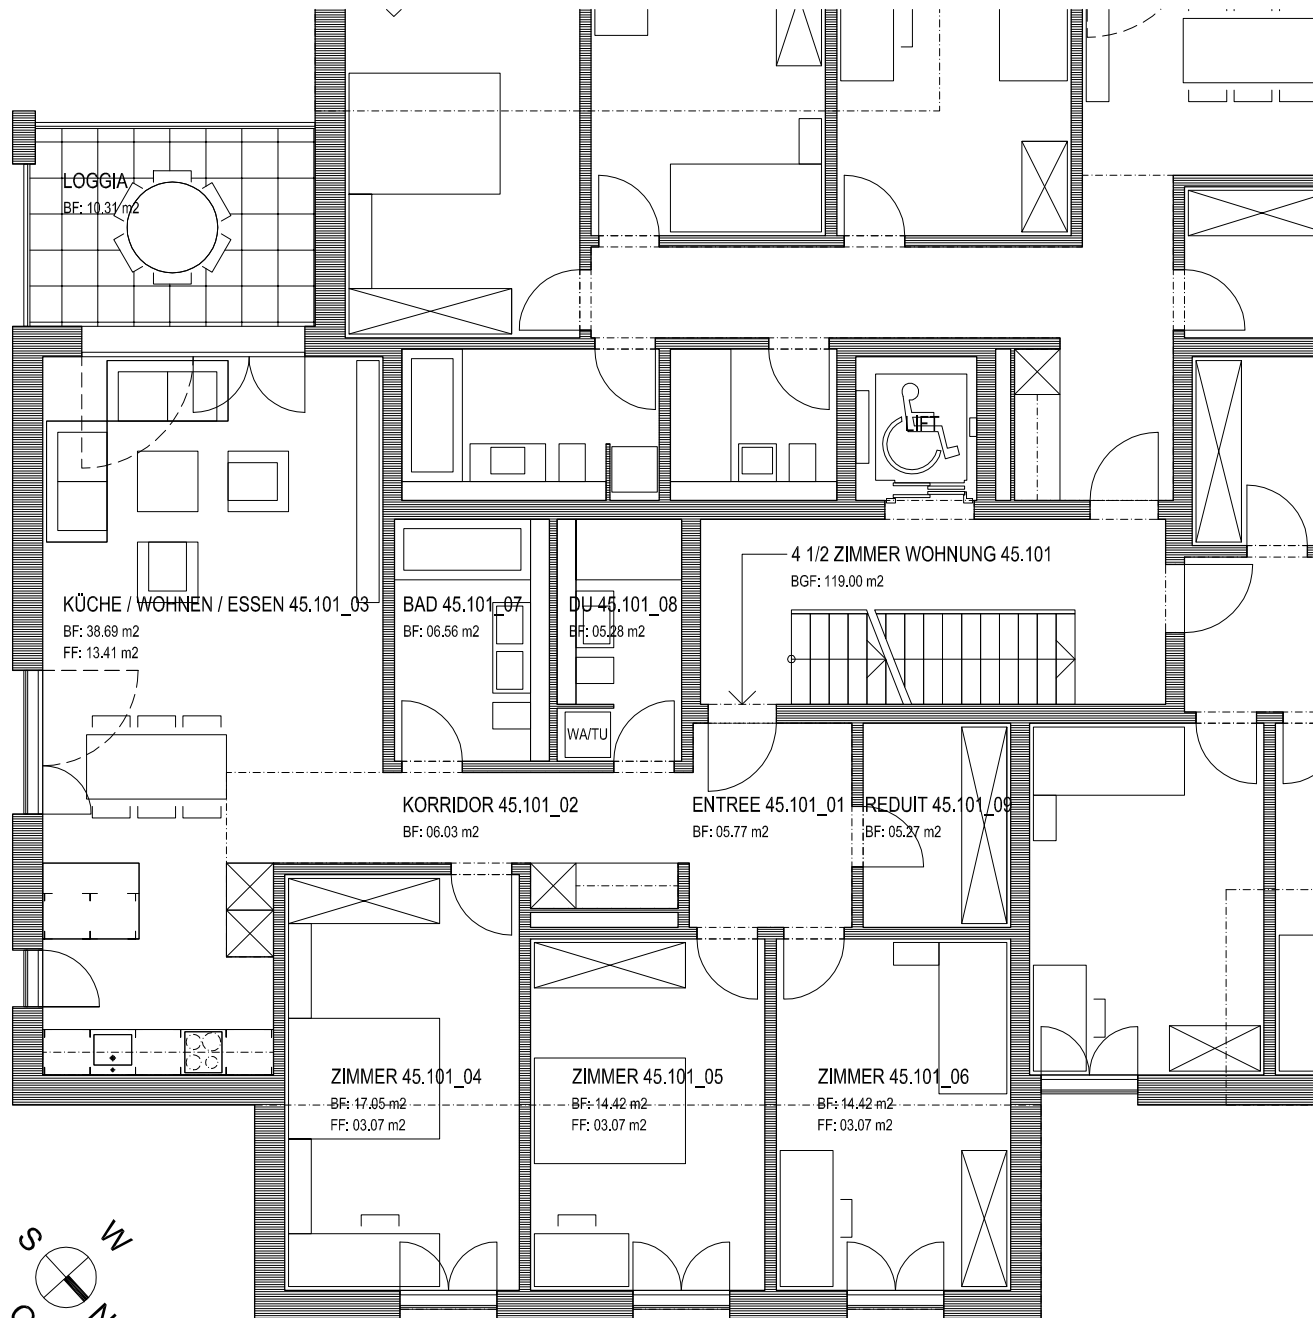 LOGGIA
BF: 10.31 m2
LIFT
4 1/2 ZIMMER WOHNUNG 45.101
BGF: 119.00 m2
KÜCHE / WOHNEN / ESSEN 45.101_03
BF: 38.69 m2
FF: 13.41 m2
BAD 45.101_07
BF: 06.56 m2
DU 45.101_08
BF: 05.28 m2
WA/TU
KORRIDOR 45.101_02
BF: 06.03 m2
ENTREE 45.101_01
BF: 05.77 m2
REDUIT 45.101_09
BF: 05.27 m2
ZIMMER 45.101_04
BF: 17.05 m2
FF: 03.07 m2
ZIMMER 45.101_05
BF: 14.42 m2
FF: 03.07 m2
ZIMMER 45.101_06
BF: 14.42 m2
FF: 03.07 m2
S W
O N